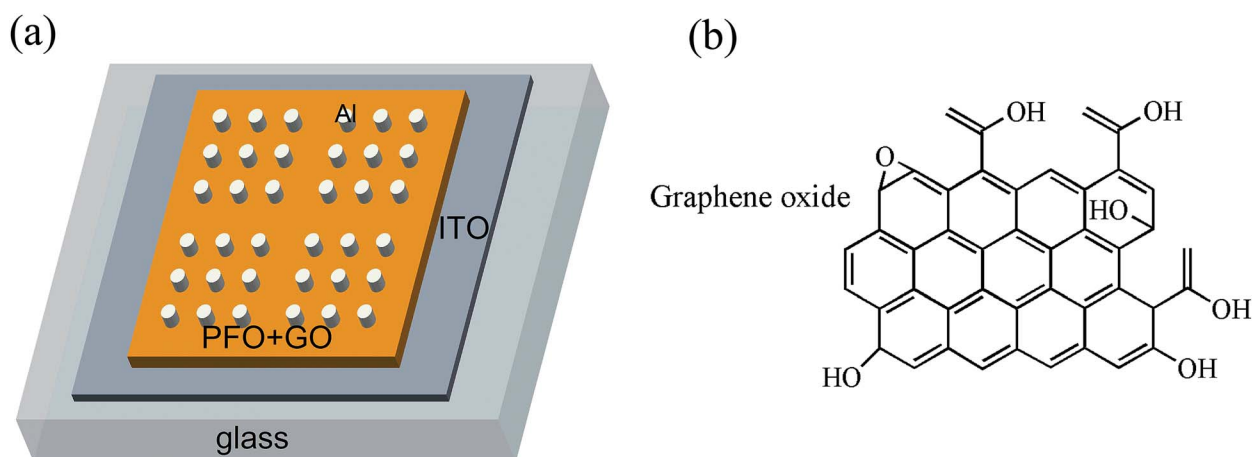 (a)
Al
ITO
PFO+GO
glass
(b)
OH
OH
O
Graphene oxide
HO
OH
HO
OH